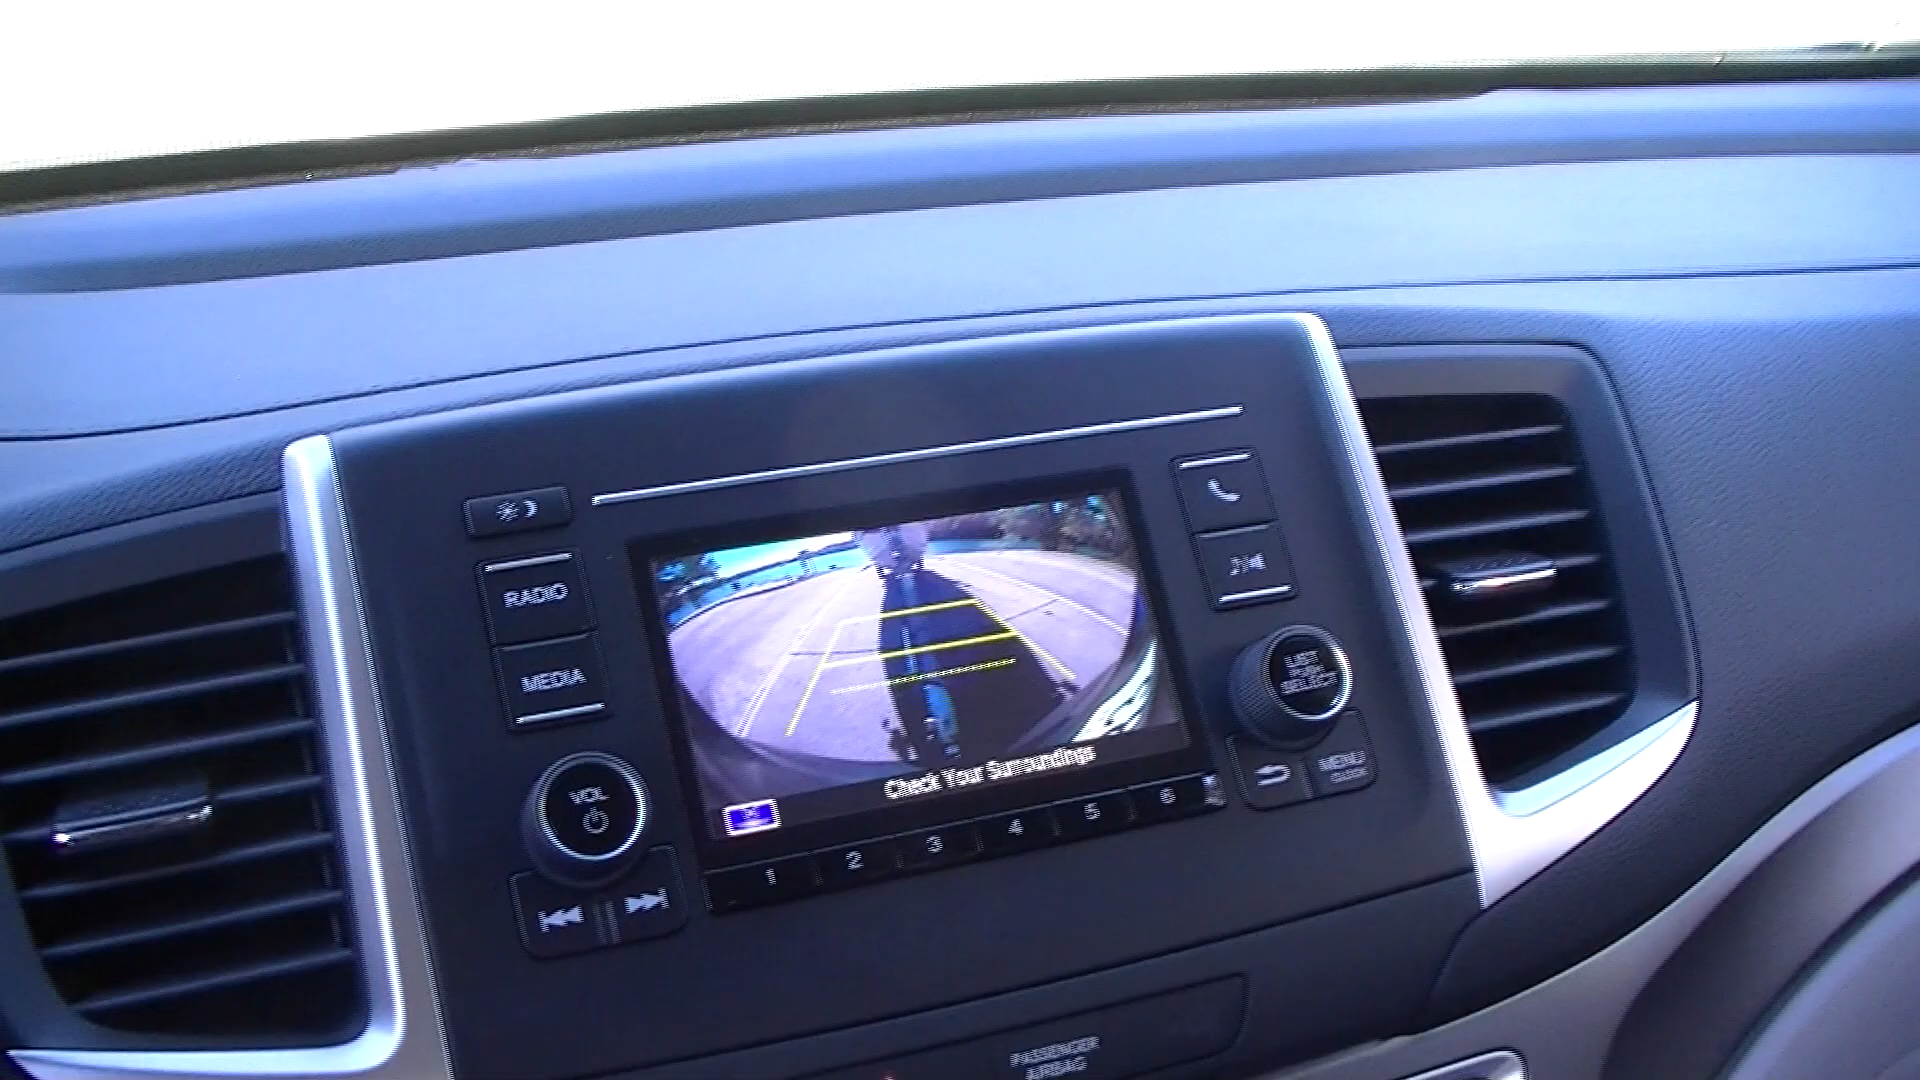 RADIO
MEDIA
VOL
LIST
PUSH
SELECT
MENU
CLOCK
Check Your Surroundings
1 2 3 4 5 6
PASSENGER
AIRBAG